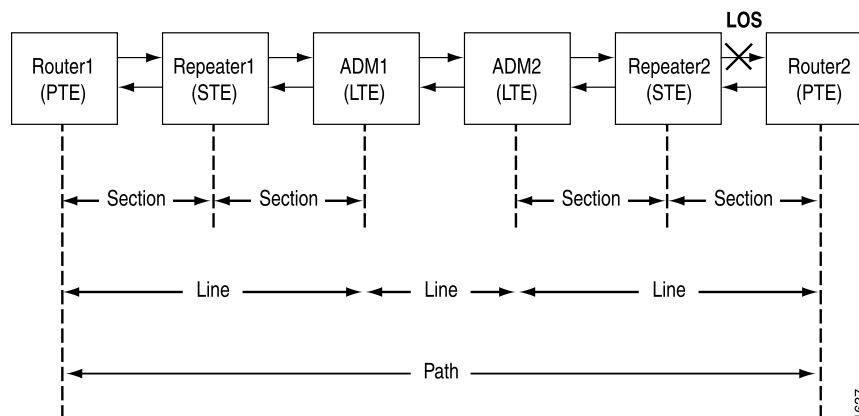 LOS
Router1
(PTE)
Repeater1
(STE)
ADM1
(LTE)
ADM2
(LTE)
Repeater2
(STE)
Router2
(PTE)
Section
Section
Section
Section
Line
Line
Line
Path